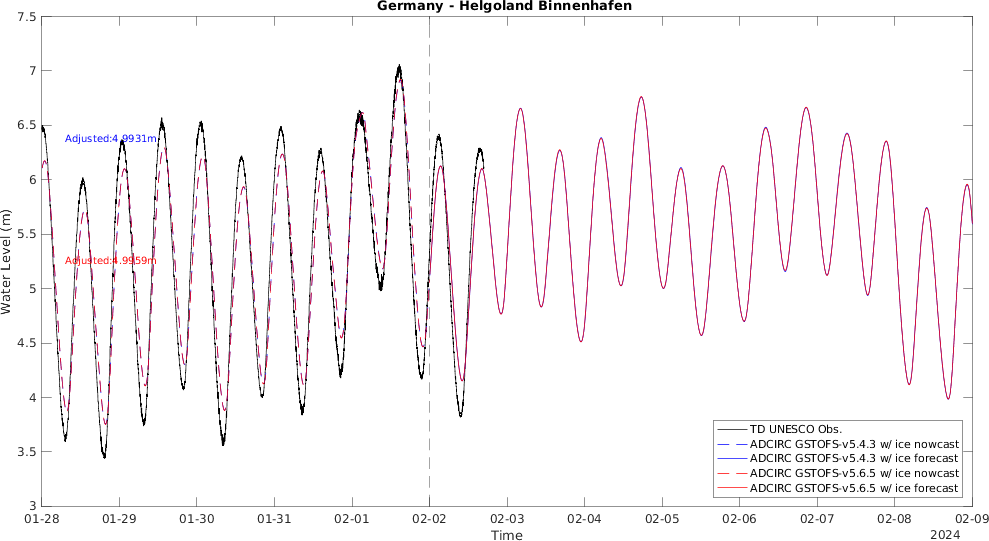 Germany - Helgoland Binnenhafen
7.5
7
6.5
6
5.5
5
4.5
4
3.5
3
Water Level (m)
Adjusted:4.9931m
Adjusted:4.9959m
TD UNESCO Obs.
ADCIRC GSTOFS-v5.4.3 w/ ice nowcast
ADCIRC GSTOFS-v5.4.3 w/ ice forecast
ADCIRC GSTOFS-v5.6.5 w/ ice nowcast
ADCIRC GSTOFS-v5.6.5 w/ ice forecast
01-28 01-29 01-30 01-31 02-01 02-02 02-03 02-04 02-05 02-06 02-07 02-08 02-09
Time
2024